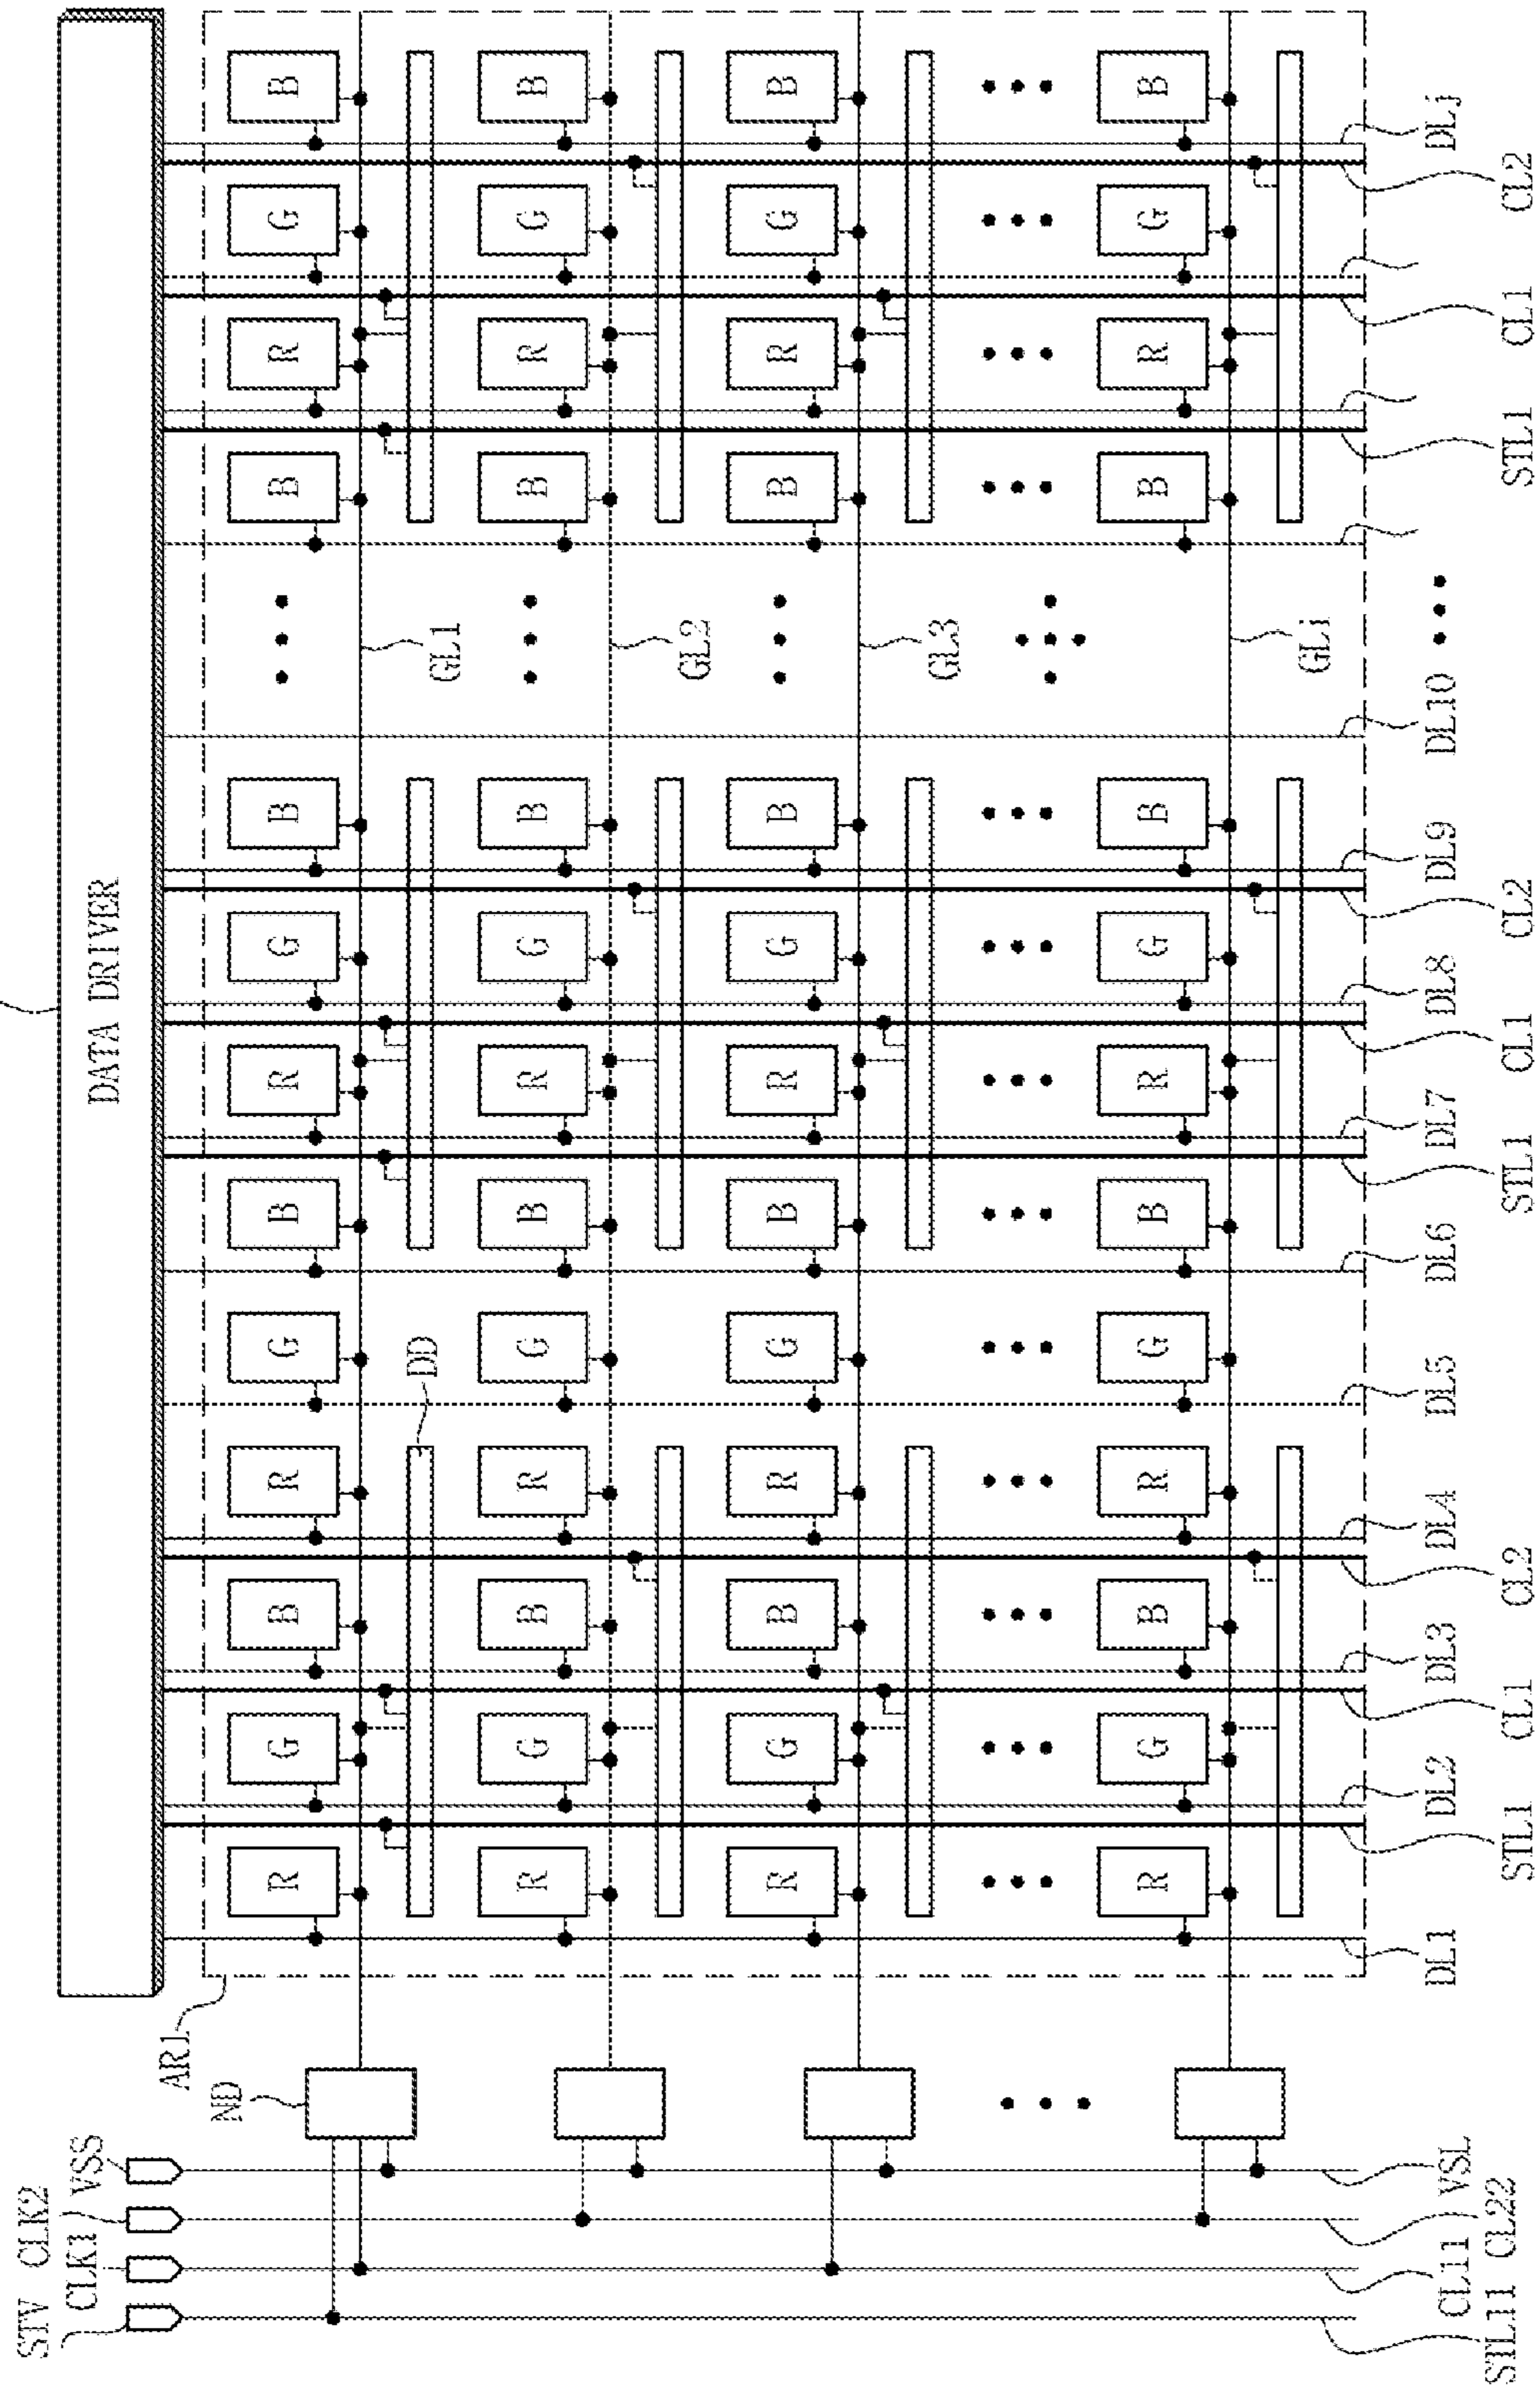 STV CLK2
CLK1 VSS
DATA DRIVER
AR1
ND
R G B R G B R G B ••• B R G B
DD
GL1
R G B R G B R G B ••• B R G B
GL2
R G B R G B R G B ••• B R G B
GL3
R G B R G B R G B B R G B
GLi
CL11 VSL DL1 DL2 DL3 DL4 DL5 DL6 DL7 DL8 DL9 DL10 ••• DLj
STL11 CL22 STL1 CL1 CL2 STL1 CL1 CL2 STL1 CL1 CL2